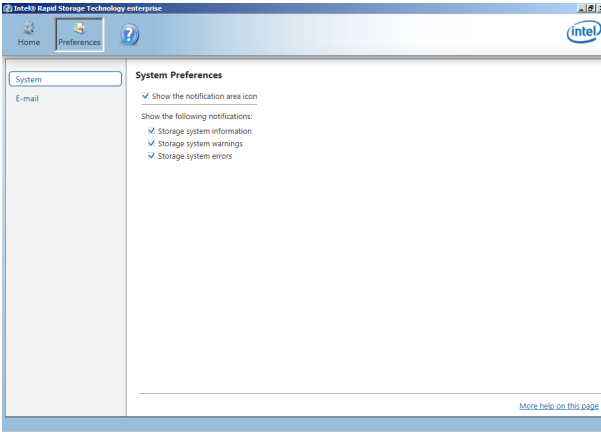 Intel® Rapid Storage Technology enterprise
Home
Preferences
?
intel
System
E-mail
System Preferences
Show the notification area icon
Show the following notifications:
Storage system information
Storage system warnings
Storage system errors
More help on this page